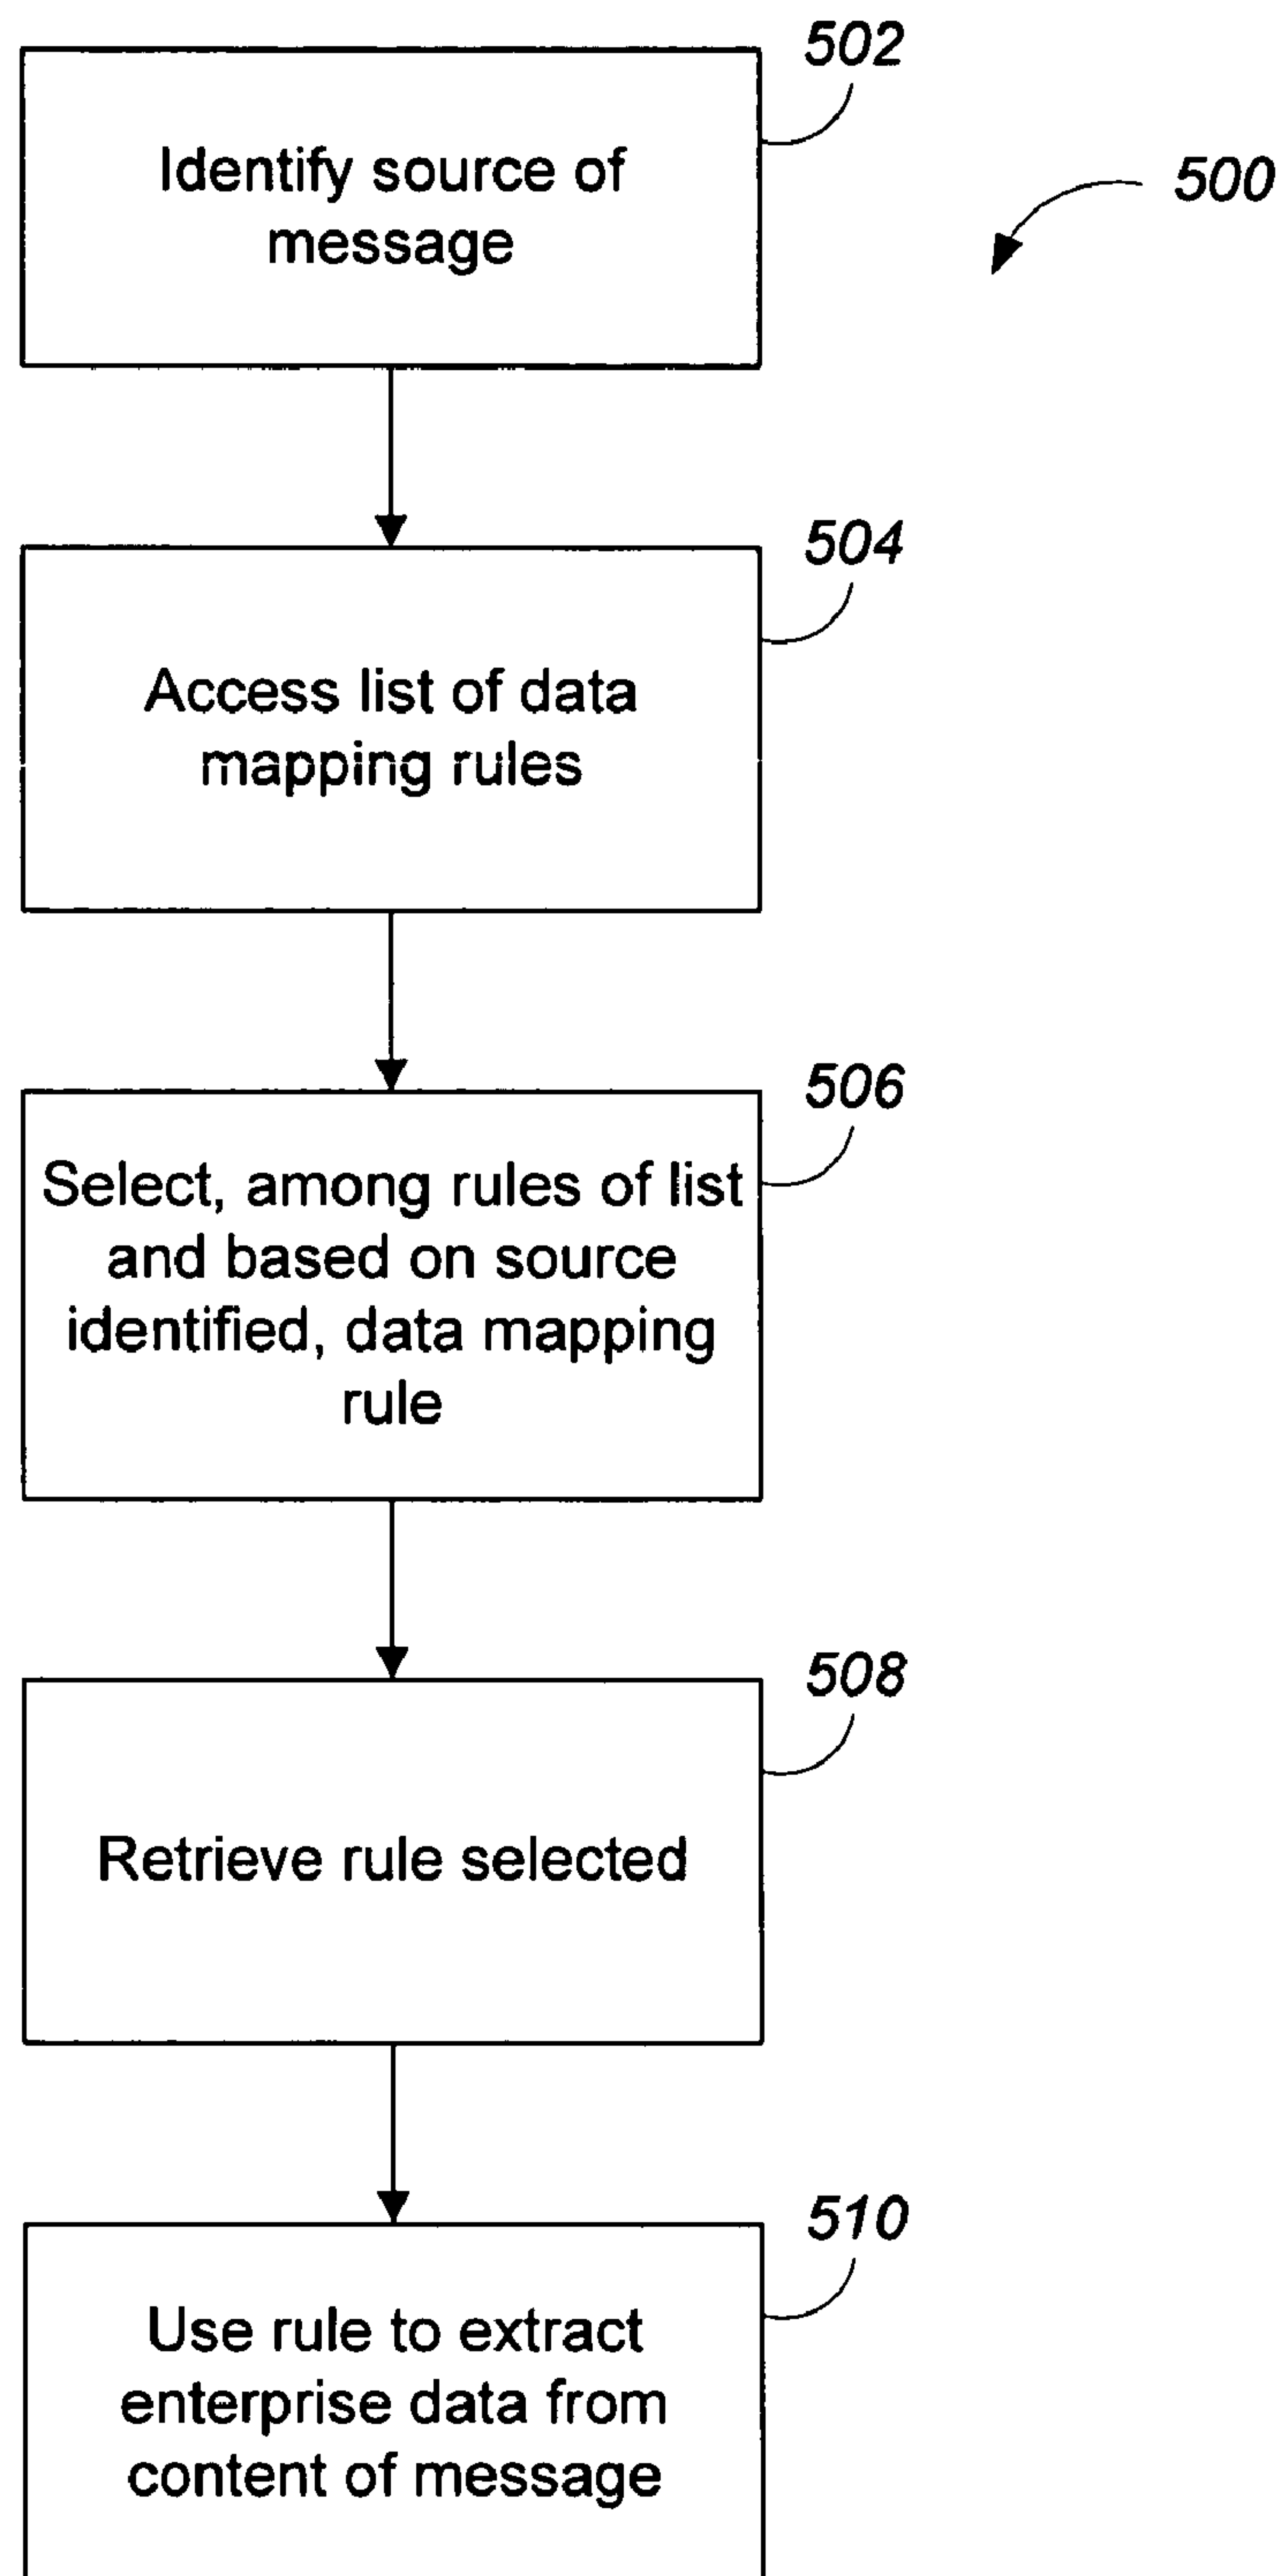 502
Identify source of
message
500
504
Access list of data
mapping rules
506
Select, among rules of list
and based on source
identified, data mapping
rule
508
Retrieve rule selected
510
Use rule to extract
enterprise data from
content of message